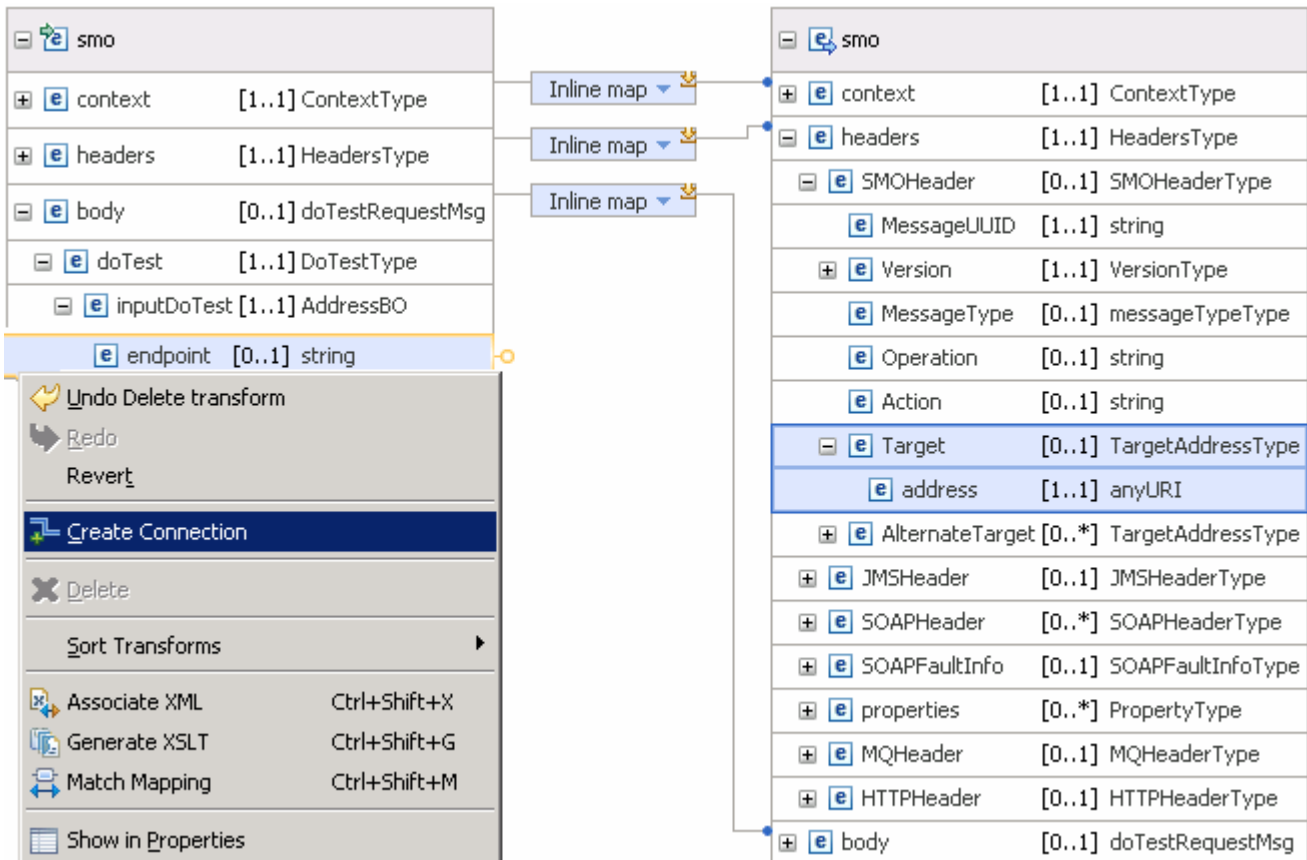 smo
context [1..1] ContextType
headers [1..1] HeadersType
body [0..1] doTestRequestMsg
doTest [1..1] DoTestType
inputDoTest [1..1] AddressBO
endpoint [0..1] string
Undo Delete transform
Redo
Revert
Create Connection
Delete
Sort Transforms
Associate XML Ctrl+Shift+X
Generate XSLT Ctrl+Shift+G
Match Mapping Ctrl+Shift+M
Show in Properties
Inline map
Inline map
Inline map
smo
context [1..1] ContextType
headers [1..1] HeadersType
SMOHeader [0..1] SMOHeaderType
MessageUUID [1..1] string
Version [1..1] VersionType
MessageType [0..1] messageTypeType
Operation [0..1] string
Action [0..1] string
Target [0..1] TargetAddressType
address [1..1] anyURI
AlternateTarget [0..*] TargetAddressType
JMSHeader [0..1] JMSHeaderType
SOAPHeader [0..*] SOAPHeaderType
SOAPFaultInfo [0..1] SOAPFaultInfoType
properties [0..*] PropertyType
MQHeader [0..1] MQHeaderType
HTTPHeader [0..1] HTTPHeaderType
body [0..1] doTestRequestMsg